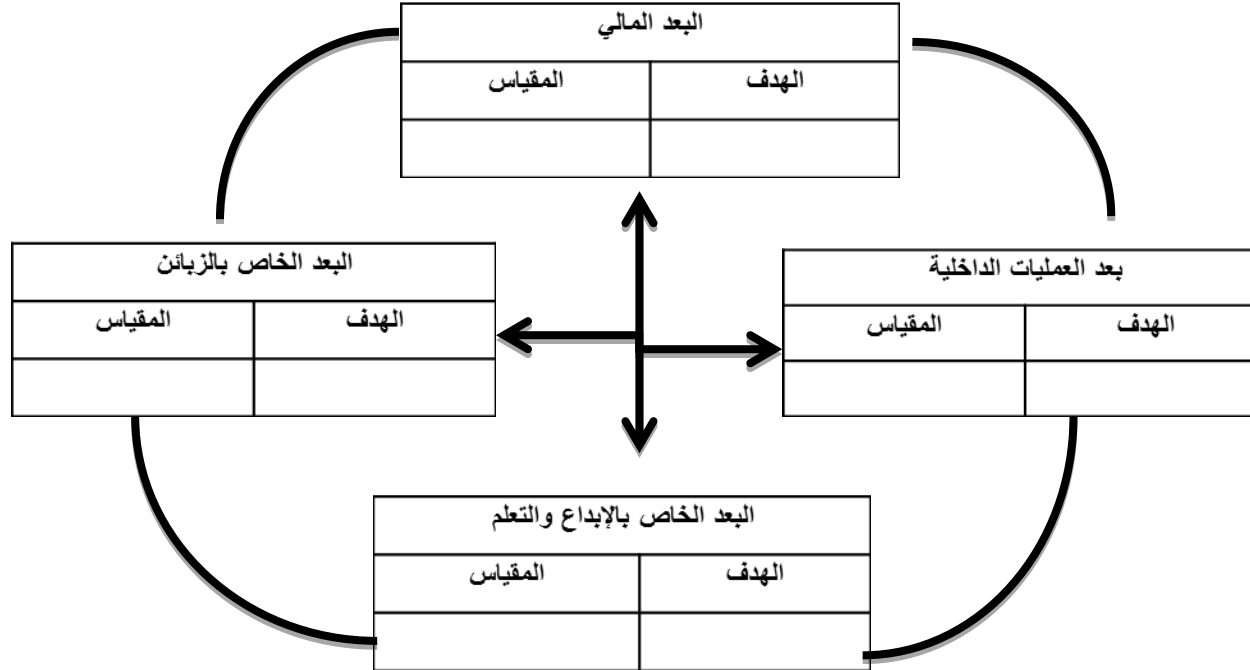 البعد المالي
الهدف المقياس
بعد العمليات الداخلية
الهدف المقياس
البعد الخاص بالزبائن
الهدف المقياس
البعد الخاص بالإبداع والتعلم
الهدف المقياس